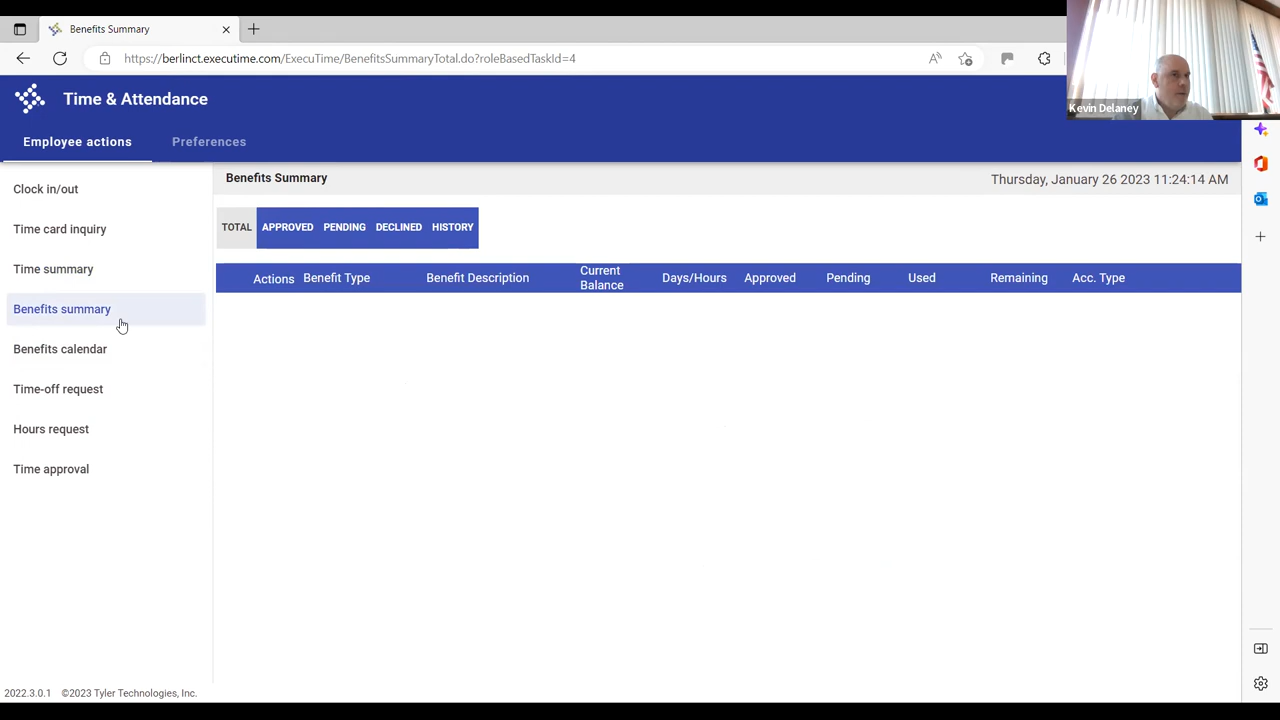 Benefits Summary
https://berlinct.executime.com/ExecuTime/BenefitsSummaryTotal.do?roleBasedTaskId=4
Kevin Delaney
Time & Attendance
Employee actions
Preferences
Clock in/out
Time card inquiry
Time summary
Benefits summary
Benefits calendar
Time-off request
Hours request
Time approval
Benefits Summary
Thursday, January 26 2023 11:24:14 AM
TOTAL APPROVED PENDING DECLINED HISTORY
Actions Benefit Type Benefit Description Current Balance Days/Hours Approved Pending Used Remaining Acc. Type
2022.3.0.1 ©2023 Tyler Technologies, Inc.